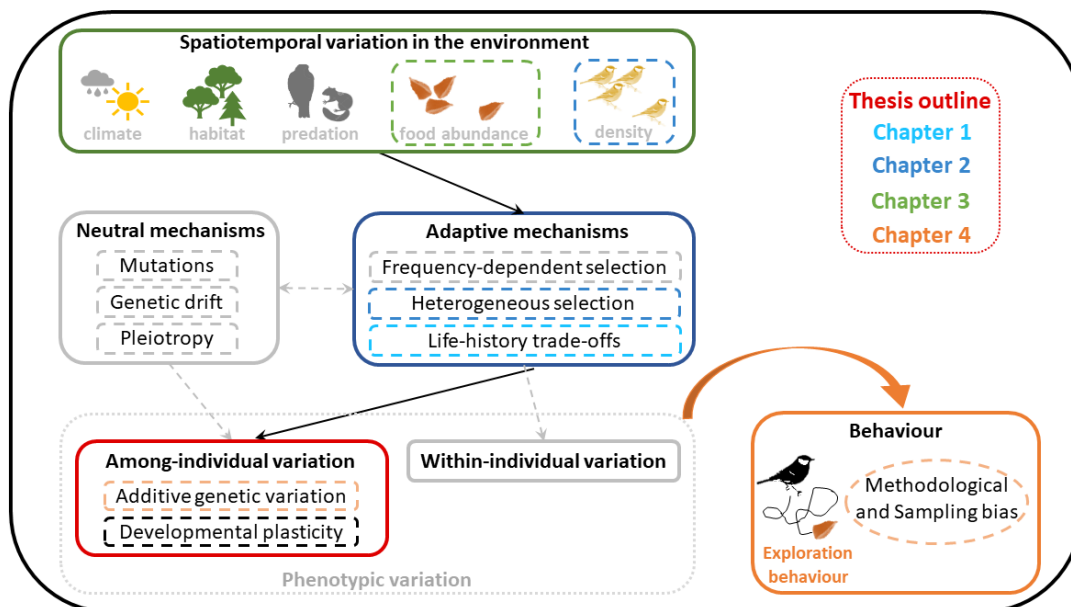 Spatiotemporal variation in the environment
climate
habitat
predation
food abundance
density
Thesis outline
Chapter 1
Chapter 2
Chapter 3
Chapter 4
Neutral mechanisms
Mutations
Genetic drift
Pleiotropy
Adaptive mechanisms
Frequency-dependent selection
Heterogeneous selection
Life-history trade-offs
Among-individual variation
Additive genetic variation
Developmental plasticity
Within-individual variation
Phenotypic variation
Behaviour
Methodological
and Sampling bias
Exploration
behaviour